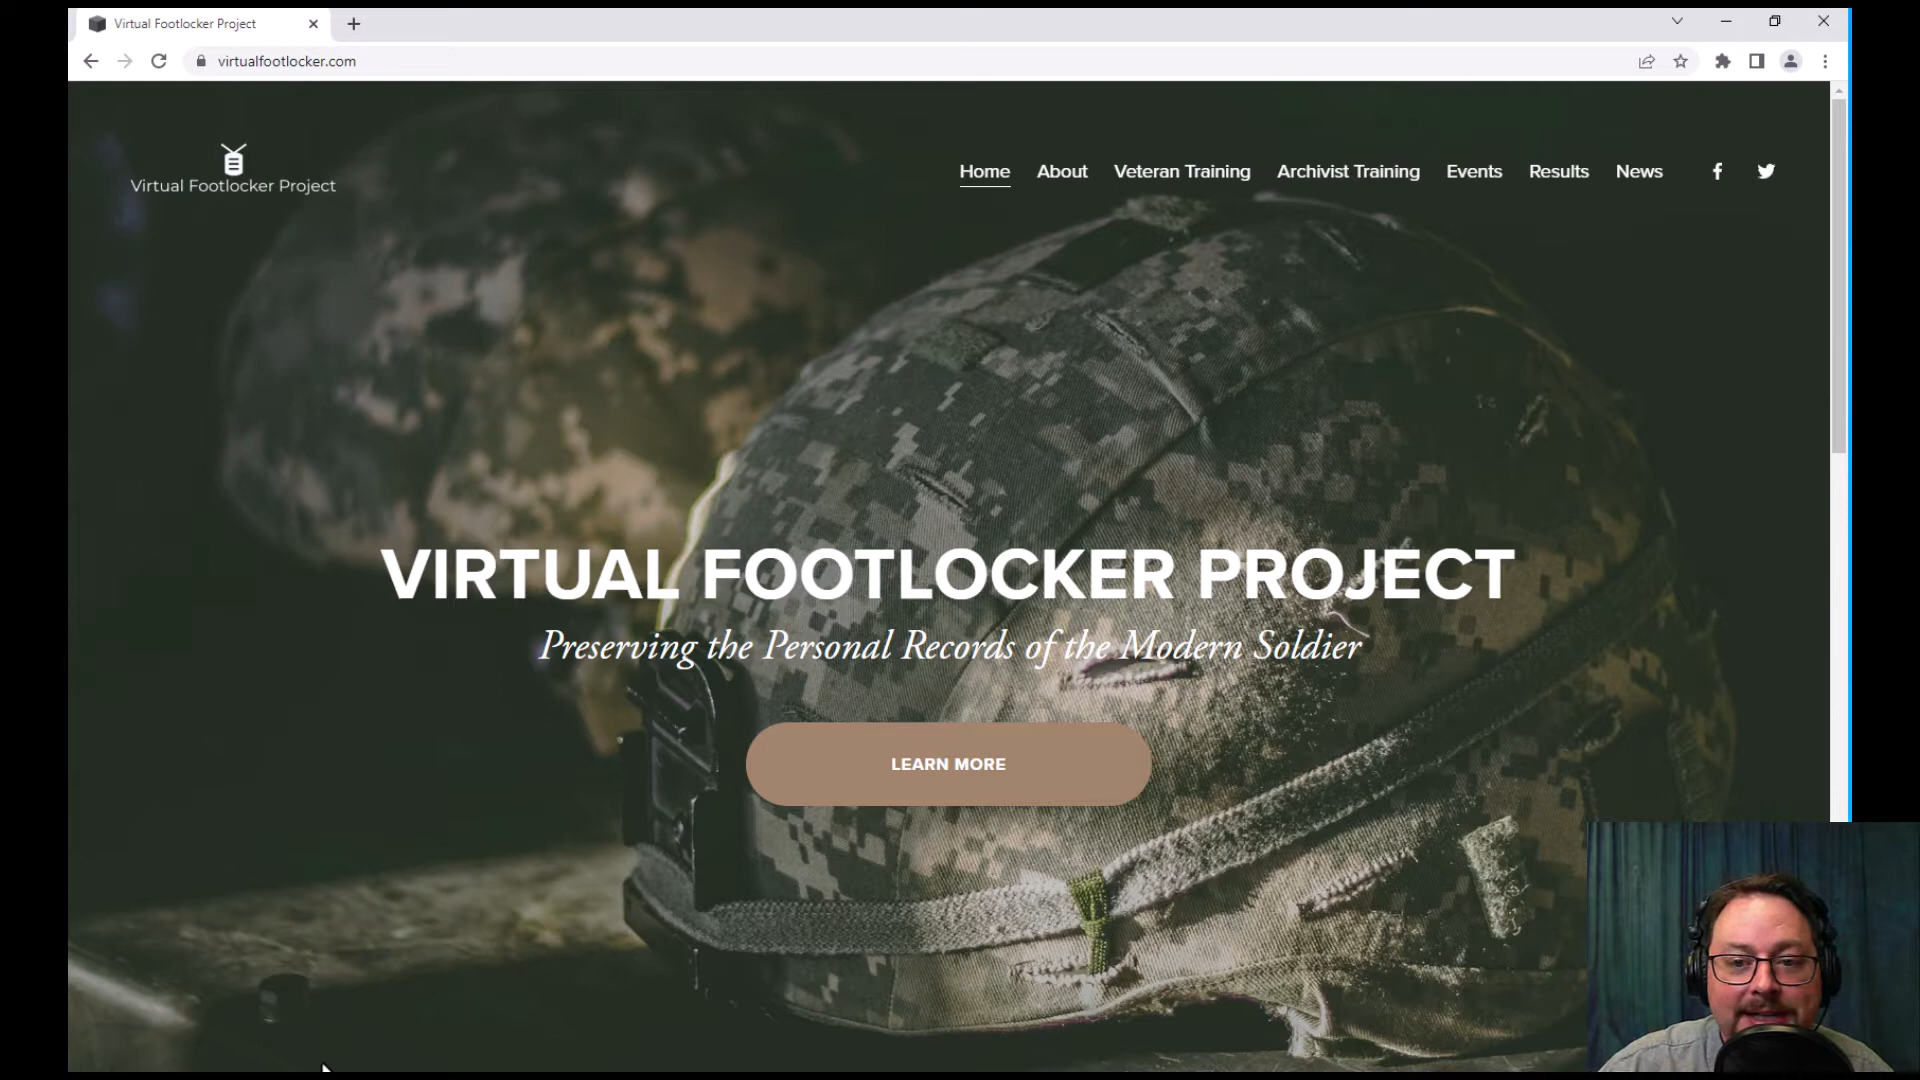 Virtual Footlocker Project
virtualfootlocker.com
Virtual Footlocker Project
Home About Veteran Training Archivist Training Events Results News
VIRTUAL FOOTLOCKER PROJECT
Preserving the Personal Records of the Modern Soldier
LEARN MORE